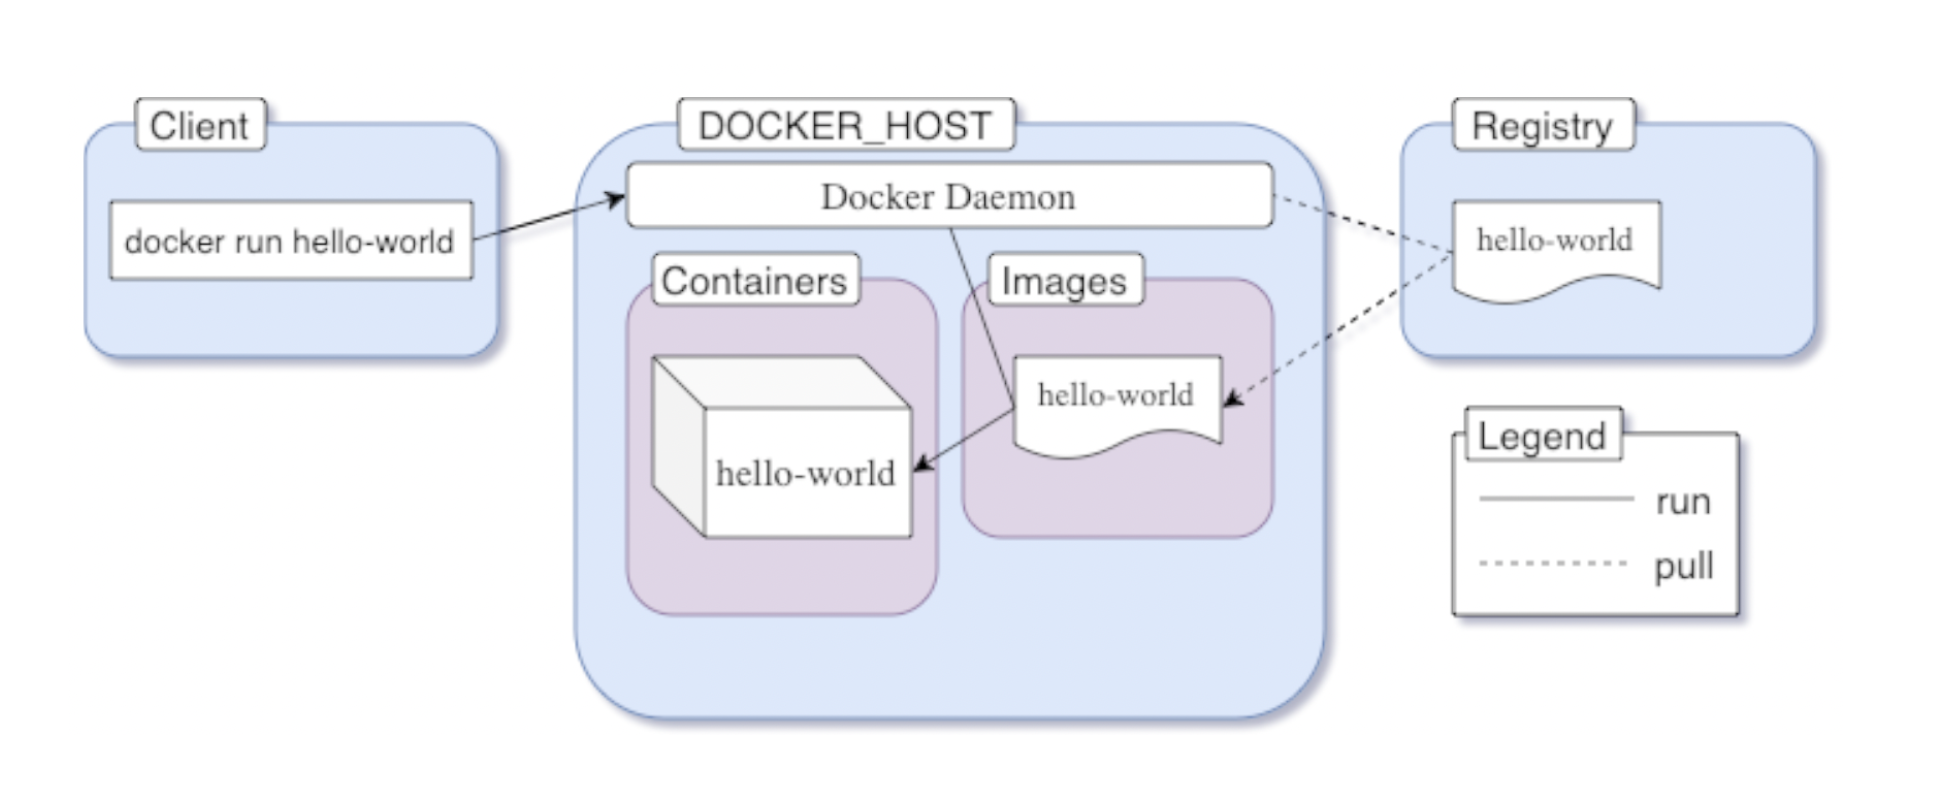 Client
docker run hello-world
DOCKER_HOST
Docker Daemon
Containers
hello-world
Images
hello-world
Registry
hello-world
Legend
run
pull